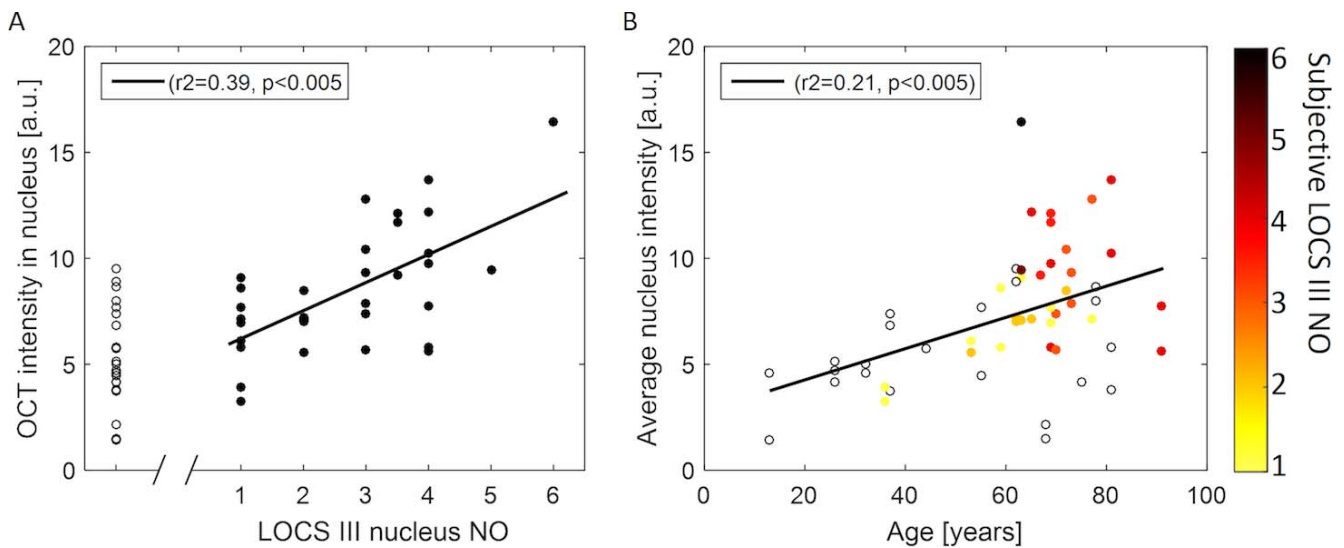 A
20
15
10
5
0
OCT intensity in nucleus [a.u.]
(r2=0.39, p<0.005
1 2 3 4 5 6
LOCS III nucleus NO
B
20
15
10
5
0
Average nucleus intensity [a.u.]
(r2=0.21, p<0.005)
0 20 40 60 80 100
Age [years]
6
5
4
3
2
1
Subjective LOCS III NO